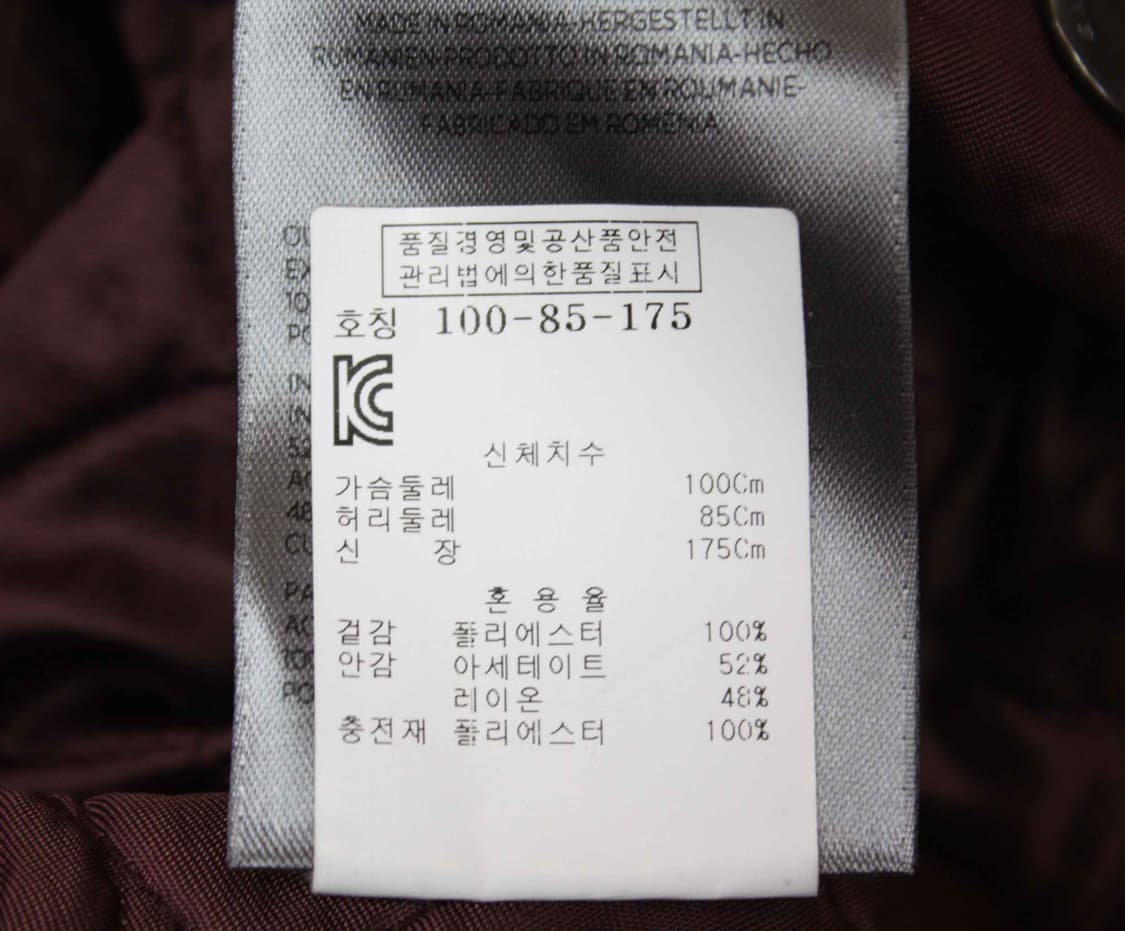 MADE IN ROMANIA-HERGESTELLT IN
RUMANIEN-PRODOTTO IN ROMANIA-HECHO
EN RUMANIA-FABRIQUE EN ROUMANIE-
FABRICADO EM ROMENIA
품질경영및공산품안전
관리법에의한품질표시
호칭 100-85-175
KC
신체치수
가슴둘레 100Cm
허리둘레 85Cm
신 장 175Cm
혼 용 율
겉감 폴리에스터 100%
안감 아세테이트 52%
레이온 48%
충전재 폴리에스터 100%